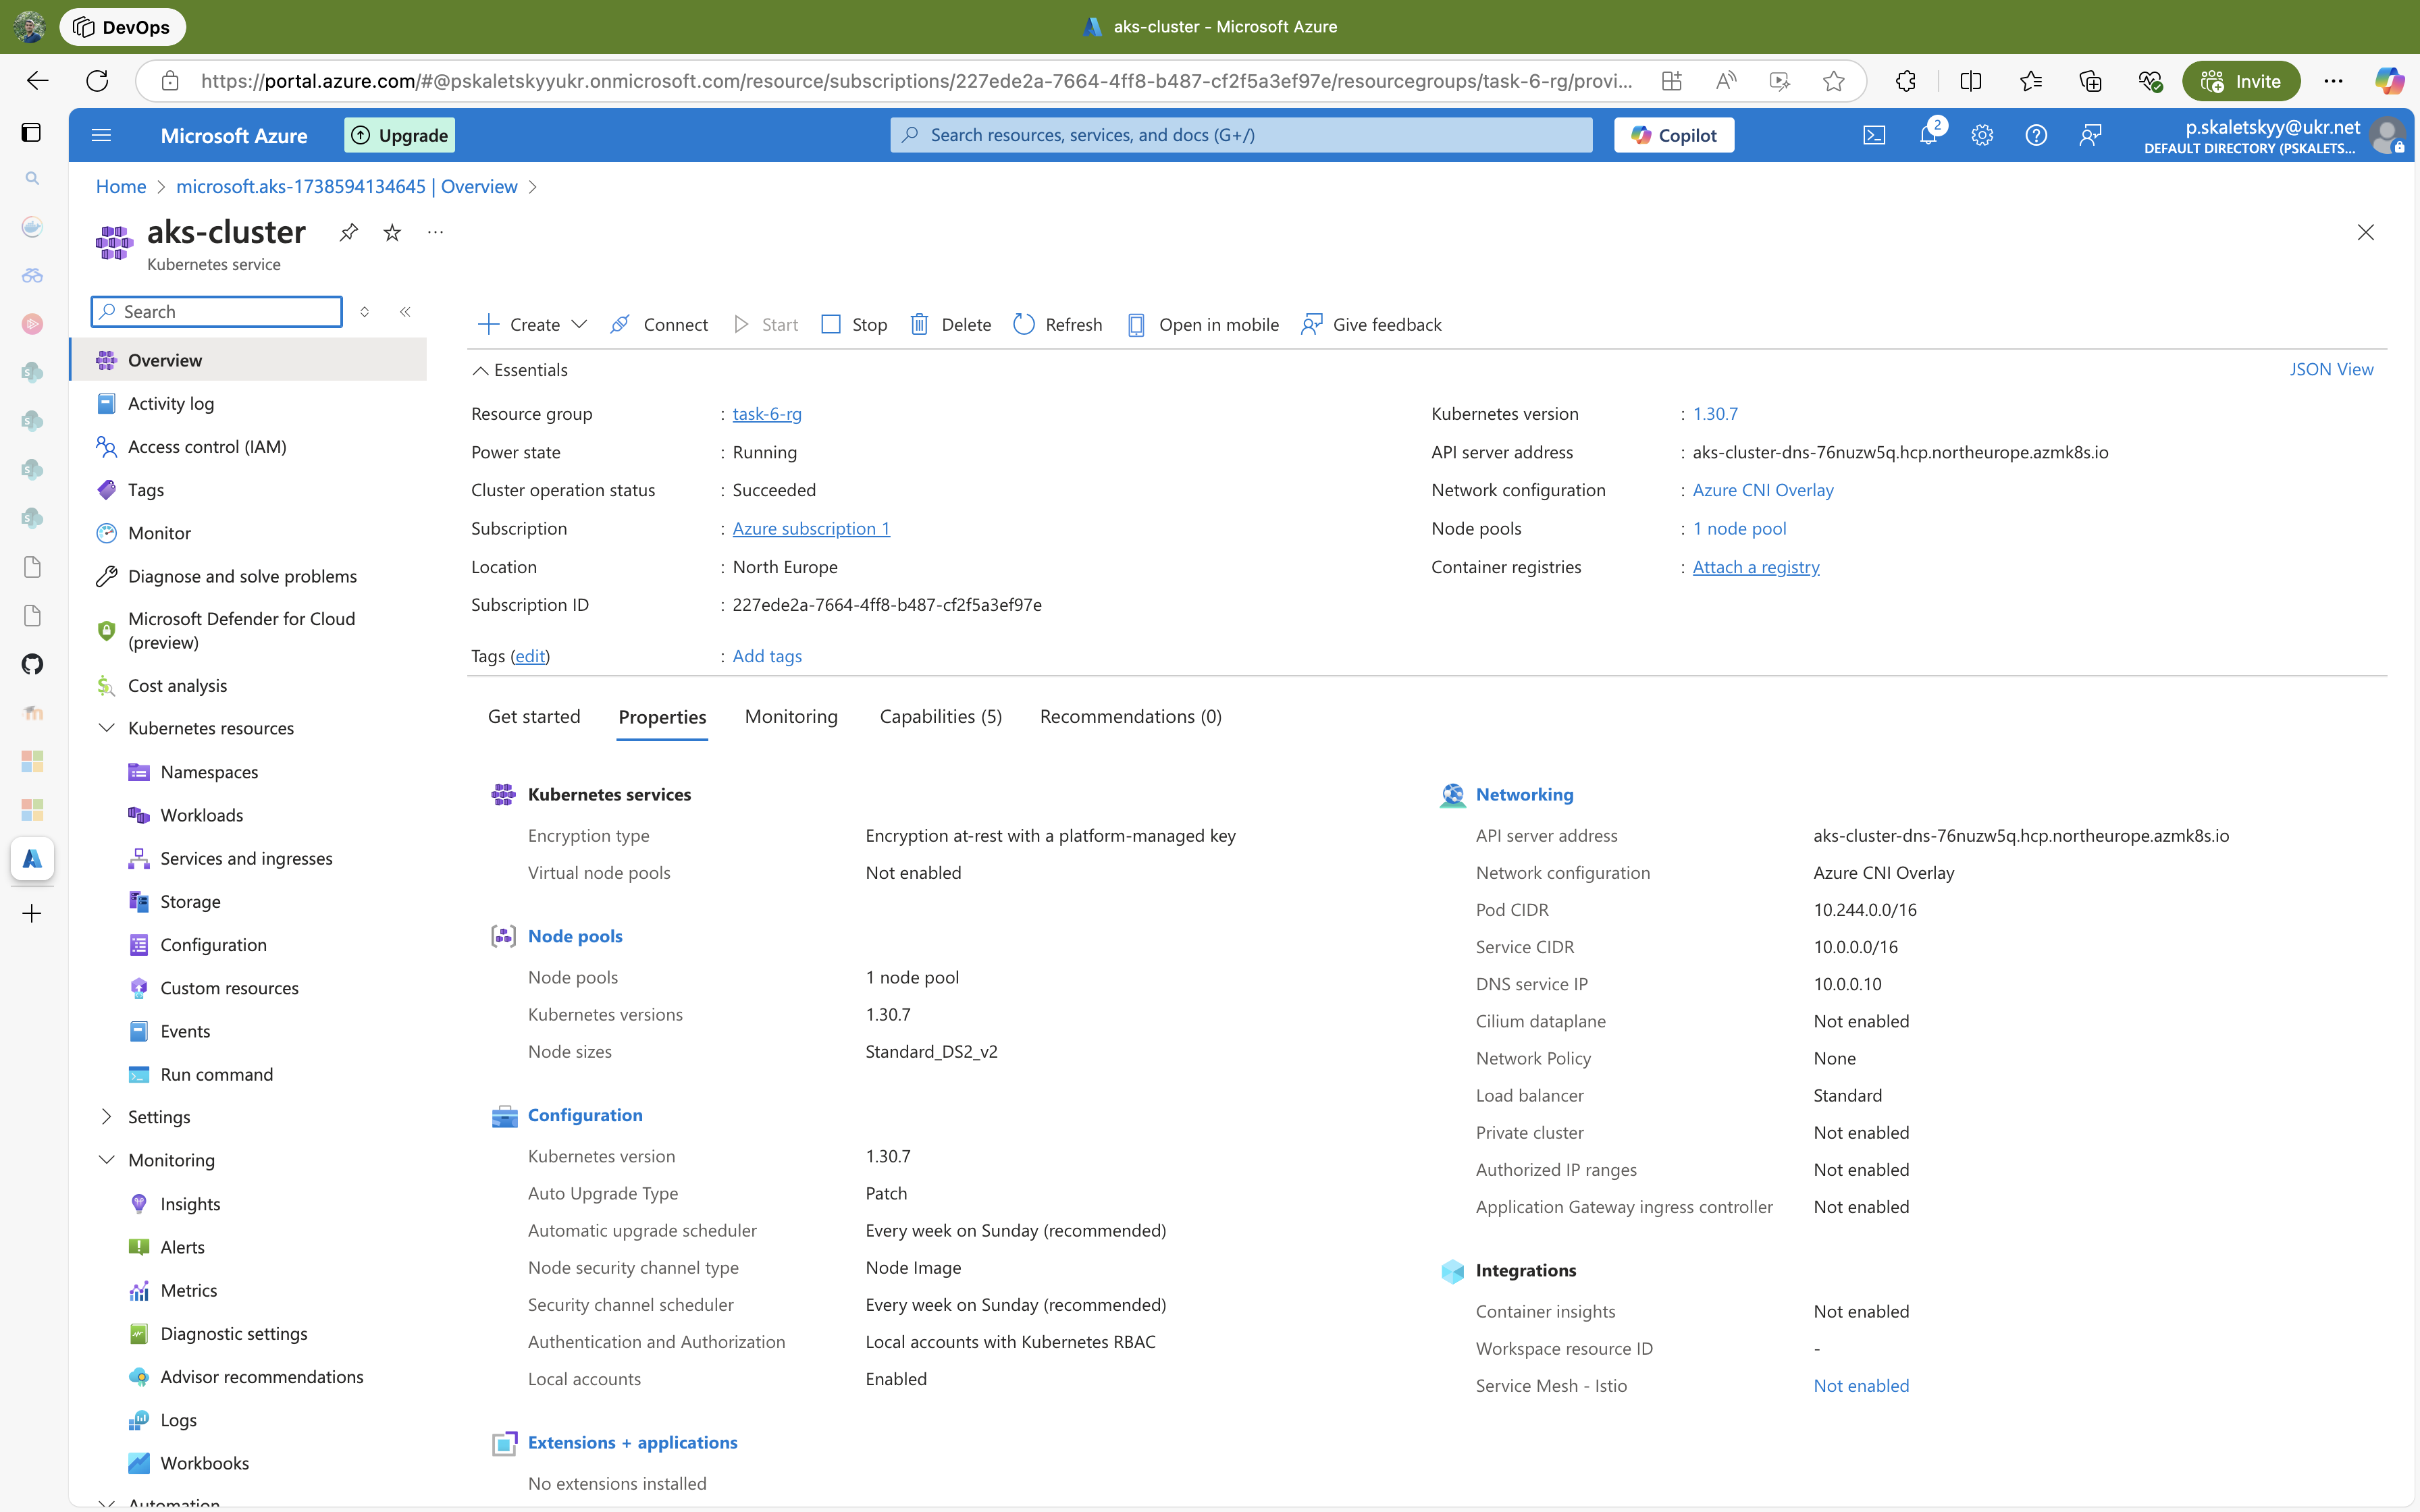 DevOps
aks-cluster - Microsoft Azure
https://portal.azure.com/#@pskaletskyyukr.onmicrosoft.com/resource/subscriptions/227ede2a-7664-4ff8-b487-cf2f5a3ef97e/resourcegroups/task-6-rg/provi...
Invite
Microsoft Azure
Upgrade
Search resources, services, and docs (G+/)
Copilot
2
p.skaletskyy@ukr.net
DEFAULT DIRECTORY (PSKALETS...
Home > microsoft.aks-1738594134645 | Overview >
aks-cluster
Kubernetes service
Search
Overview
Activity log
Access control (IAM)
Tags
Monitor
Diagnose and solve problems
Microsoft Defender for Cloud
(preview)
Cost analysis
Kubernetes resources
Namespaces
Workloads
Services and ingresses
Storage
Configuration
Custom resources
Events
Run command
Settings
Monitoring
Insights
Alerts
Metrics
Diagnostic settings
Advisor recommendations
Logs
Workbooks
Automation
Create
Connect
Start
Stop
Delete
Refresh
Open in mobile
Give feedback
Essentials
JSON View
Resource group : task-6-rg
Power state : Running
Cluster operation status : Succeeded
Subscription : Azure subscription 1
Location : North Europe
Subscription ID : 227ede2a-7664-4ff8-b487-cf2f5a3ef97e
Kubernetes version : 1.30.7
API server address : aks-cluster-dns-76nuzw5q.hcp.northeurope.azmk8s.io
Network configuration : Azure CNI Overlay
Node pools : 1 node pool
Container registries : Attach a registry
Tags (edit) : Add tags
Get started
Properties
Monitoring
Capabilities (5)
Recommendations (0)
Kubernetes services
Encryption type Encryption at-rest with a platform-managed key
Virtual node pools Not enabled
Node pools
Node pools 1 node pool
Kubernetes versions 1.30.7
Node sizes Standard_DS2_v2
Configuration
Kubernetes version 1.30.7
Auto Upgrade Type Patch
Automatic upgrade scheduler Every week on Sunday (recommended)
Node security channel type Node Image
Security channel scheduler Every week on Sunday (recommended)
Authentication and Authorization Local accounts with Kubernetes RBAC
Local accounts Enabled
Extensions + applications
No extensions installed
Networking
API server address aks-cluster-dns-76nuzw5q.hcp.northeurope.azmk8s.io
Network configuration Azure CNI Overlay
Pod CIDR 10.244.0.0/16
Service CIDR 10.0.0.0/16
DNS service IP 10.0.0.10
Cilium dataplane Not enabled
Network Policy None
Load balancer Standard
Private cluster Not enabled
Authorized IP ranges Not enabled
Application Gateway ingress controller Not enabled
Integrations
Container insights Not enabled
Workspace resource ID -
Service Mesh - Istio Not enabled